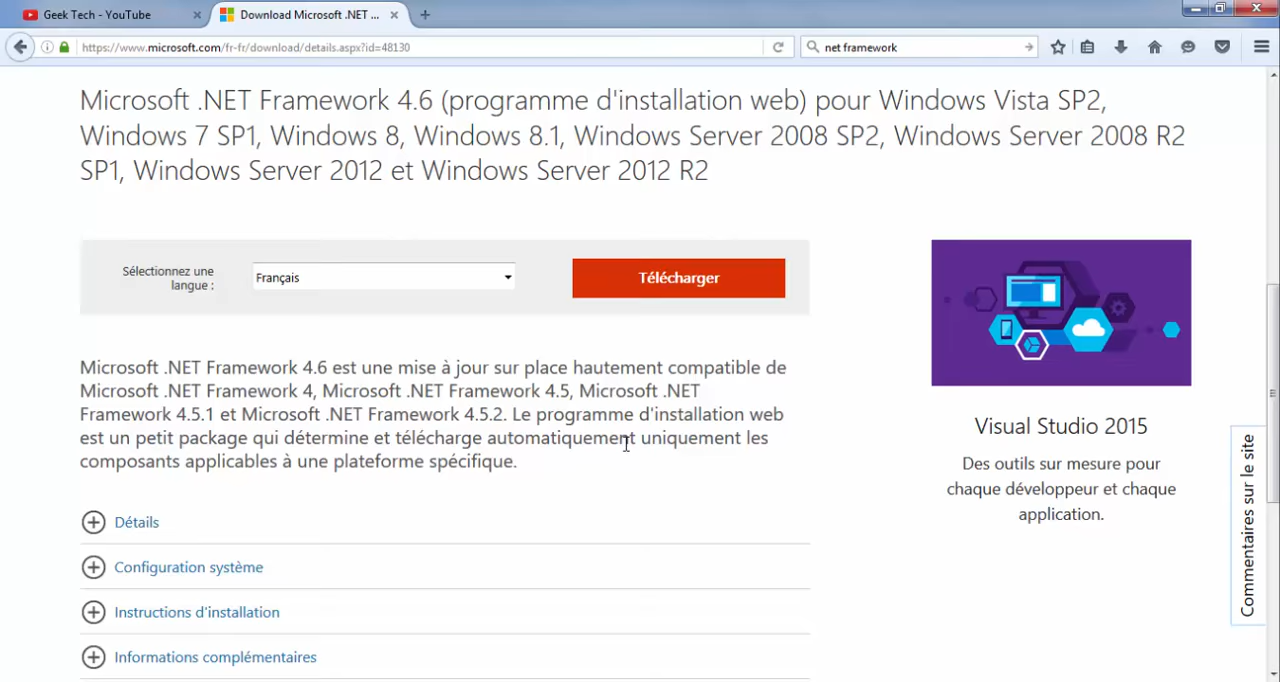 Geek Tech - YouTube
Download Microsoft .NET ...
https://www.microsoft.com/fr-fr/download/details.aspx?id=48130
net framework
Microsoft .NET Framework 4.6 (programme d'installation web) pour Windows Vista SP2,
Windows 7 SP1, Windows 8, Windows 8.1, Windows Server 2008 SP2, Windows Server 2008 R2
SP1, Windows Server 2012 et Windows Server 2012 R2
Sélectionnez une
langue :
Français
Télécharger
Microsoft .NET Framework 4.6 est une mise à jour sur place hautement compatible de
Microsoft .NET Framework 4, Microsoft .NET Framework 4.5, Microsoft .NET
Framework 4.5.1 et Microsoft .NET Framework 4.5.2. Le programme d'installation web
est un petit package qui détermine et télécharge automatiquement uniquement les
composants applicables à une plateforme spécifique.
Visual Studio 2015
Des outils sur mesure pour
chaque développeur et chaque
application.
Commentaires sur le site
Détails
Configuration système
Instructions d'installation
Informations complémentaires